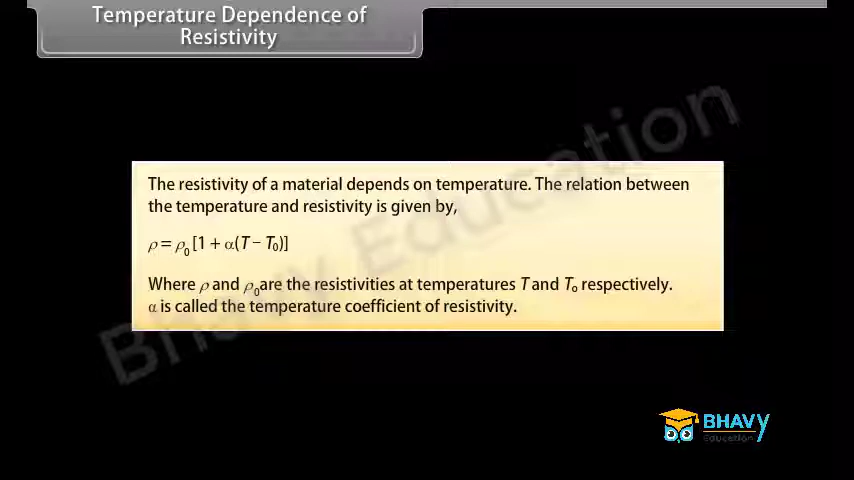 Temperature Dependence of
Resistivity
The resistivity of a material depends on temperature. The relation between
the temperature and resistivity is given by,
ρ = ρ₀ [1 + α(T − T₀)]
Where ρ and ρ₀are the resistivities at temperatures T and T₀ respectively.
α is called the temperature coefficient of resistivity.
Bhavy Education
BHAVY
Education